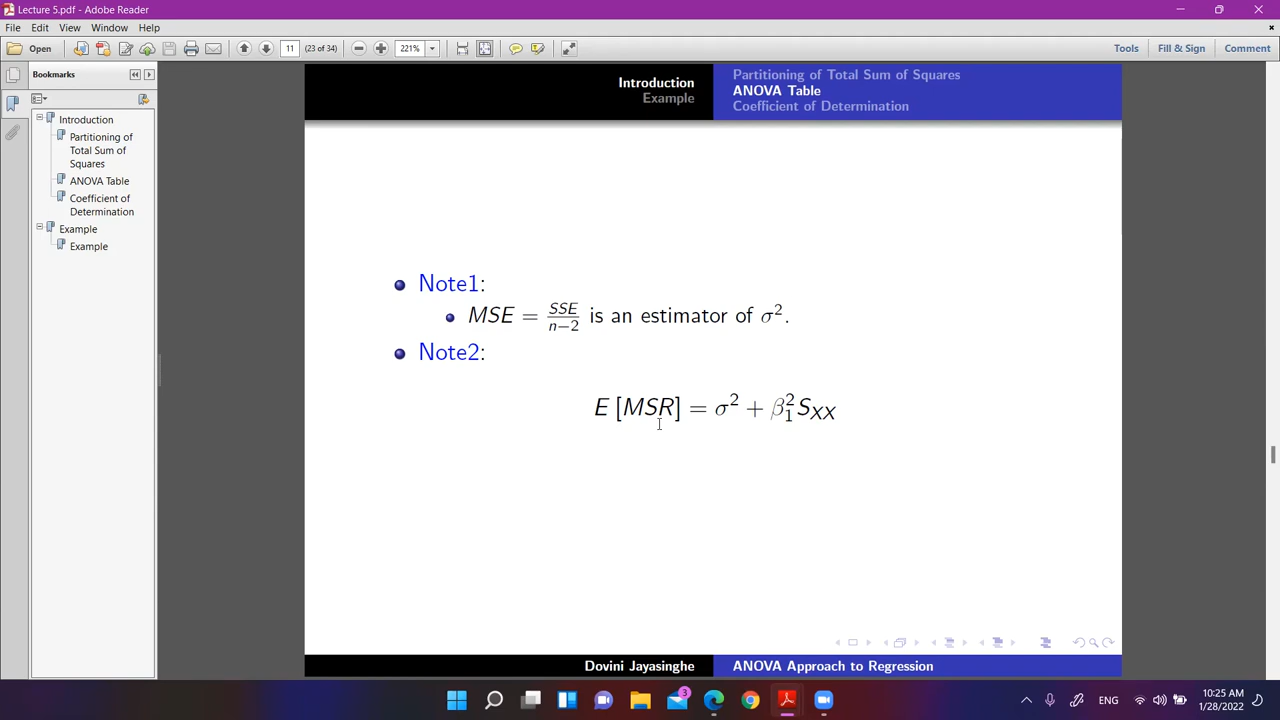 Lecture 5.pdf - Adobe Reader
File Edit View Window Help
Open 11 (23 of 34) 221% Tools Fill & Sign Comment
Bookmarks
Introduction
Partitioning of
Total Sum of
Squares
ANOVA Table
Coefficient of
Determination
Example
Example
Introduction
Example
Partitioning of Total Sum of Squares
ANOVA Table
Coefficient of Determination
Note1:
MSE = SSE/n−2 is an estimator of σ².
Note2:
E [MSR] = σ² + β₁² S_XX
Dovini Jayasinghe ANOVA Approach to Regression
3
ENG
10:25 AM
1/28/2022